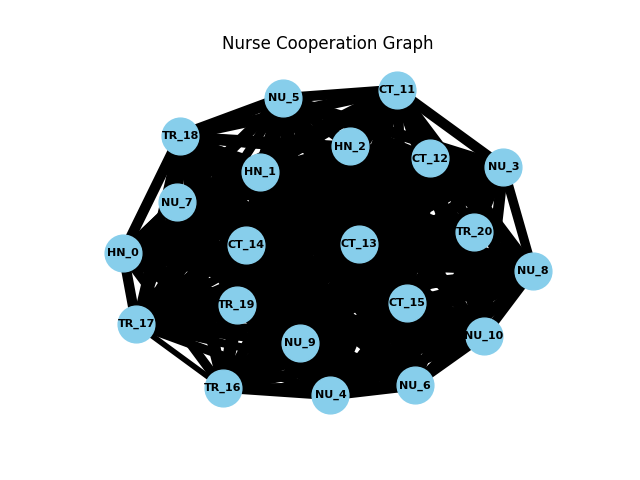 Nurse Cooperation Graph
CT_11
NU_5
TR_18
HN_2
CT_12
NU_3
HN_1
NU_7
TR_20
CT_14
CT_13
HN_0
NU_8
CT_15
TR_19
TR_17
NU_10
NU_9
NU_6
TR_16
NU_4